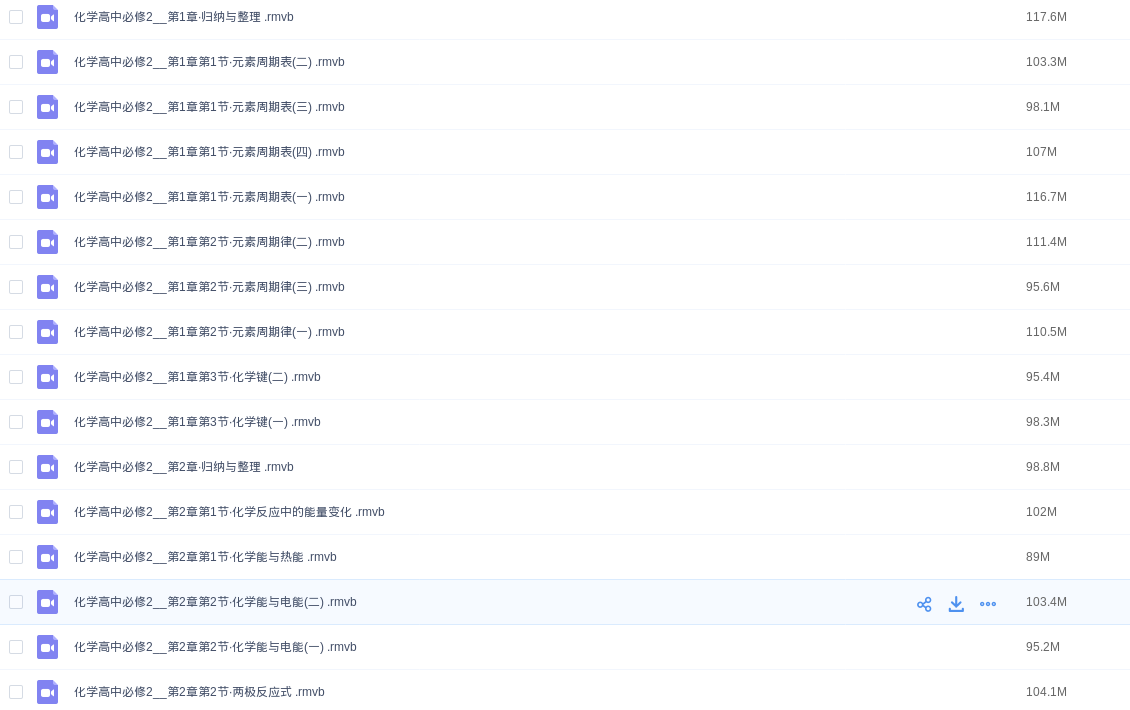 化学高中必修2__第1章·归纳与整理 .rmvb 117.6M
化学高中必修2__第1章第1节·元素周期表(二) .rmvb 103.3M
化学高中必修2__第1章第1节·元素周期表(三) .rmvb 98.1M
化学高中必修2__第1章第1节·元素周期表(四) .rmvb 107M
化学高中必修2__第1章第1节·元素周期表(一) .rmvb 116.7M
化学高中必修2__第1章第2节·元素周期律(二) .rmvb 111.4M
化学高中必修2__第1章第2节·元素周期律(三) .rmvb 95.6M
化学高中必修2__第1章第2节·元素周期律(一) .rmvb 110.5M
化学高中必修2__第1章第3节·化学键(二) .rmvb 95.4M
化学高中必修2__第1章第3节·化学键(一) .rmvb 98.3M
化学高中必修2__第2章·归纳与整理 .rmvb 98.8M
化学高中必修2__第2章第1节·化学反应中的能量变化 .rmvb 102M
化学高中必修2__第2章第1节·化学能与热能 .rmvb 89M
化学高中必修2__第2章第2节·化学能与电能(二) .rmvb 103.4M
化学高中必修2__第2章第2节·化学能与电能(一) .rmvb 95.2M
化学高中必修2__第2章第2节·两极反应式 .rmvb 104.1M